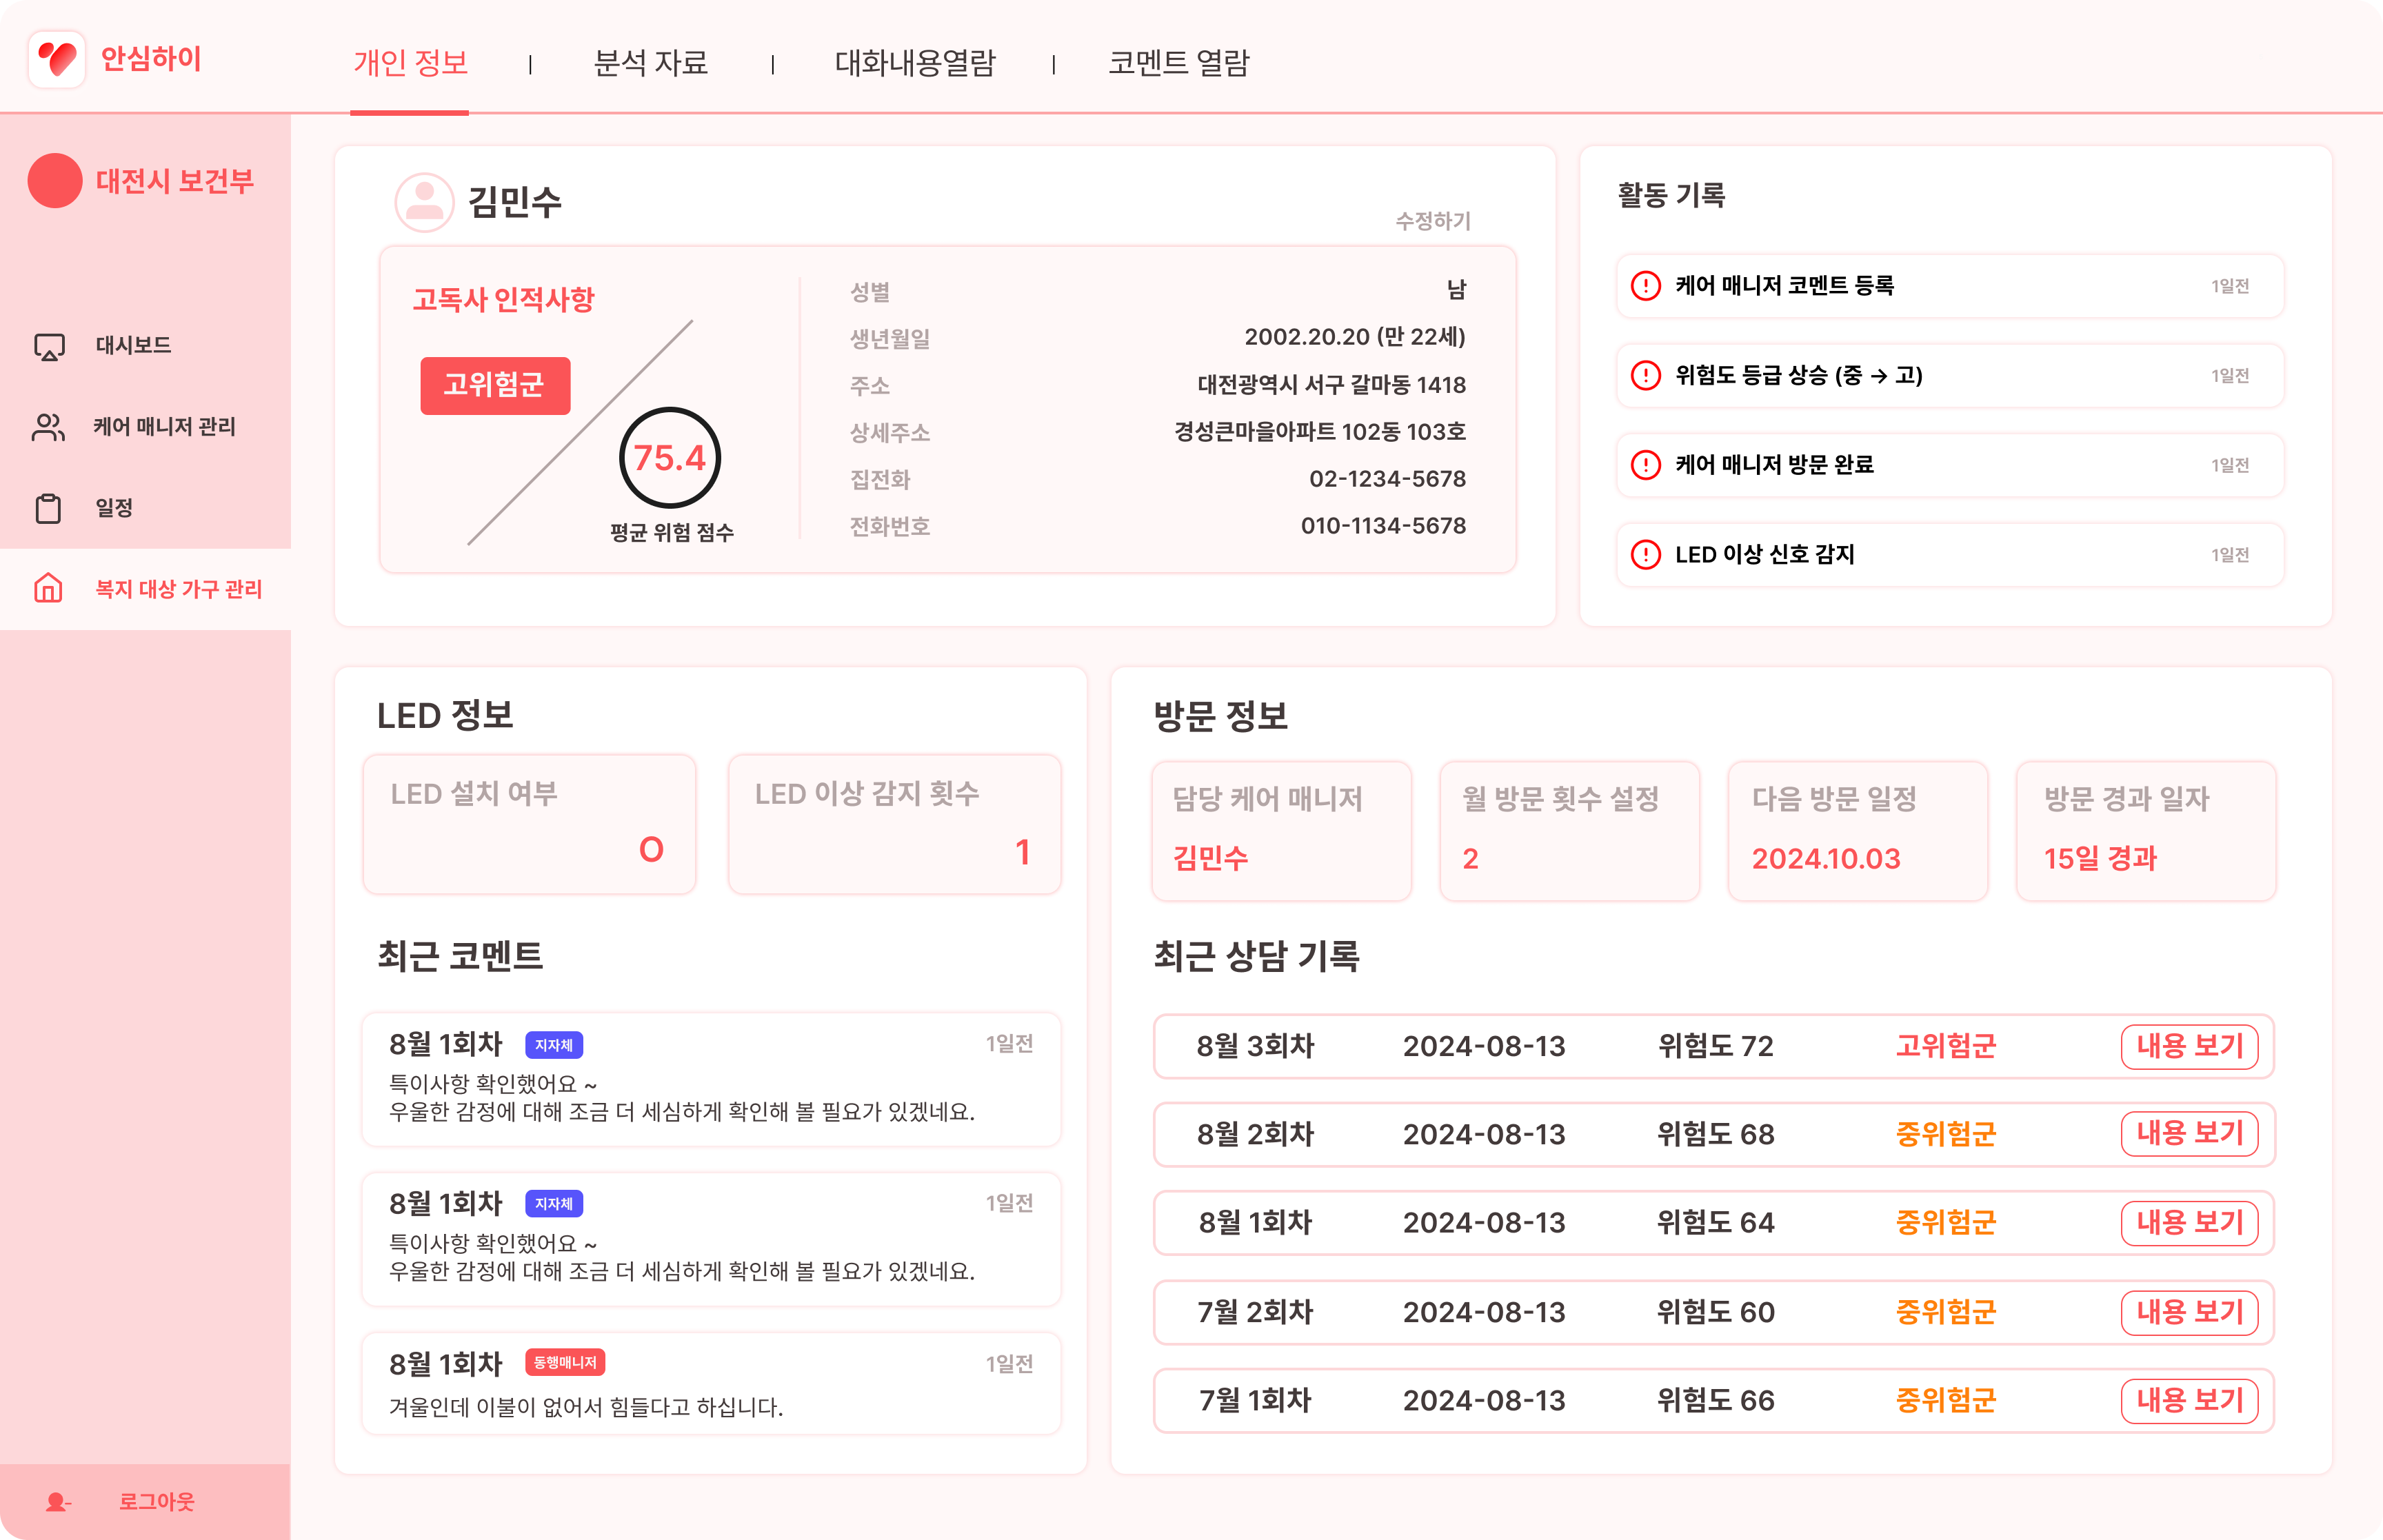 안심하이
개인 정보 | 분석 자료 | 대화내용열람 | 코멘트 열람
대전시 보건부
대시보드
케어 매니저 관리
일정
복지 대상 가구 관리
로그아웃
김민수
수정하기
고독사 인적사항
고위험군
75.4
평균 위험 점수
성별 남
생년월일 2002.20.20 (만 22세)
주소 대전광역시 서구 갈마동 1418
상세주소 경성큰마을아파트 102동 103호
집전화 02-1234-5678
전화번호 010-1134-5678
활동 기록
케어 매니저 코멘트 등록 1일전
위험도 등급 상승 (중 → 고) 1일전
케어 매니저 방문 완료 1일전
LED 이상 신호 감지 1일전
LED 정보
LED 설치 여부
O
LED 이상 감지 횟수
1
최근 코멘트
8월 1회차 지자체 1일전
특이사항 확인했어요 ~
우울한 감정에 대해 조금 더 세심하게 확인해 볼 필요가 있겠네요.
8월 1회차 지자체 1일전
특이사항 확인했어요 ~
우울한 감정에 대해 조금 더 세심하게 확인해 볼 필요가 있겠네요.
8월 1회차 동행매니저 1일전
겨울인데 이불이 없어서 힘들다고 하십니다.
방문 정보
담당 케어 매니저
김민수
월 방문 횟수 설정
2
다음 방문 일정
2024.10.03
방문 경과 일자
15일 경과
최근 상담 기록
8월 3회차 2024-08-13 위험도 72 고위험군 내용 보기
8월 2회차 2024-08-13 위험도 68 중위험군 내용 보기
8월 1회차 2024-08-13 위험도 64 중위험군 내용 보기
7월 2회차 2024-08-13 위험도 60 중위험군 내용 보기
7월 1회차 2024-08-13 위험도 66 중위험군 내용 보기